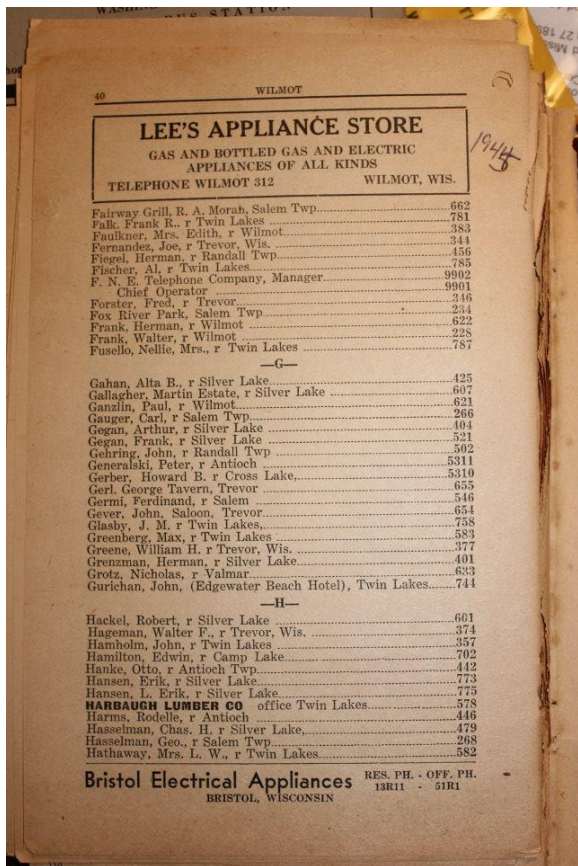 WASHIN
BUS STATION
27 189
40 WILMOT
LEE'S APPLIANCE STORE
GAS AND BOTTLED GAS AND ELECTRIC
APPLIANCES OF ALL KINDS
TELEPHONE WILMOT 312 WILMOT, WIS.
1944
Fairway Grill, R. A. Morah, Salem Twp. 662
Falk. Frank R.. r Twin Lakes 781
Faulkner, Mrs. Edith, r Wilmot 383
Fernandez, Joe, r Trevor, Wis. 344
Fiegel, Herman, r Randall Twp. 456
Fischer, Al, r Twin Lakes 785
F. N. E. Telephone Company, Manager 9902
Chief Operator 9901
Forster, Fred, r Trevor 346
Fox River Park, Salem Twp. 234
Frank, Herman, r Wilmot 622
Frank, Walter, r Wilmot 228
Fusello, Nellie, Mrs., r Twin Lakes 787
—G—
Gahan, Alta B., r Silver Lake 425
Gallagher, Martin Estate, r Silver Lake 607
Ganzlin, Paul, r Wilmot 621
Gauger, Carl, r Salem Twp. 266
Gegan, Arthur, r Silver Lake 404
Gegan, Frank, r Silver Lake 521
Gehring, John, r Randall Twp 502
Generalski, Peter, r Antioch 5311
Gerber, Howard B. r Cross Lake, 5310
Gerl. George Tavern, Trevor 655
Germi, Ferdinand, r Salem 546
Gever, John, Saloon, Trevor 654
Glasby, J. M. r Twin Lakes, 758
Greenberg, Max, r Twin Lakes 583
Greene, William H. r Trevor, Wis. 377
Grenzman, Herman, r Silver Lake 401
Grotz, Nicholas, r Valmar 633
Gurichan, John, (Edgewater Beach Hotel), Twin Lakes 744
—H—
Hackel, Robert, r Silver Lake 601
Hageman, Walter F., r Trevor, Wis. 374
Hamholm, John, r Twin Lakes 357
Hamilton, Edwin, r Camp Lake 702
Hanke, Otto, r Antioch Twp. 442
Hansen, Erik, r Silver Lake 773
Hansen, L. Erik, r Silver Lake 775
HARBAUGH LUMBER CO office Twin Lakes 578
Harms, Rodelle, r Antioch 446
Hasselman, Chas. H. r Silver Lake, 479
Hasselman, Geo., r Salem Twp. 268
Hathaway, Mrs. L. W., r Twin Lakes 582
Bristol Electrical Appliances RES. PH. - OFF. PH.
BRISTOL, WISCONSIN 13R11 - 51R1